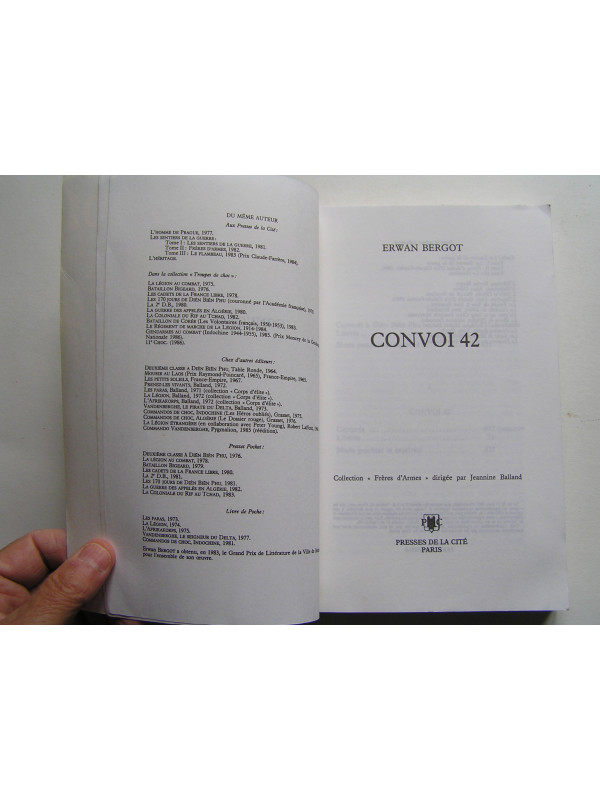 DU MÊME AUTEUR
Aux Presses de la Cité :
L'HOMME DE PRAGUE, 1977.
LES SENTIERS DE LA GUERRE :
Tome I : LES SENTIERS DE LA GUERRE, 1981.
Tome II : FRÈRES D'ARMES, 1982.
Tome III : LE FLAMBEAU, 1983 (Prix Claude-Farrère, 1984).
L'HÉRITAGE.
Dans la collection « Troupes de choc » :
LA LÉGION AU COMBAT, 1975.
BATAILLON BIGEARD, 1976.
LES CADETS DE LA FRANCE LIBRE, 1978.
LES 170 JOURS DE DIÊN BIÊN PHU (couronné par l'Académie française),
LA 2e D.B., 1980.
LA GUERRE DES APPELÉS EN ALGÉRIE, 1980.
LA COLONIALE DU RIF AU TCHAD, 1982.
BATAILLON DE CORÉE (Les Volontaires français, 1950-1953), 1983.
LE RÉGIMENT DE MARCHE DE LA LÉGION, 1914-1984.
GENDARMES AU COMBAT (Indochine 1944-1955), 1985. (Prix Moncey de la
Nationale 1986).
11e CHOC. (1986).
Chez d'autres éditeurs :
DEUXIÈME CLASSE À DIÊN BIÊN PHU, Table Ronde, 1964.
MOURIR AU LAOS (Prix Raymond-Poincaré, 1965), France-Empire, 1965.
LES PETITS SOLEILS, France-Empire, 1967.
PRENEZ-LES VIVANTS, Balland, 1972.
LES PARAS, Balland, 1971 (collection « Corps d'élite »).
LA LÉGION, Balland, 1972 (collection « Corps d'élite »).
L'AFRIKAKORPS, Balland, 1972 (collection « Corps d'élite »).
VANDENBERGHE, LE PIRATE DU DELTA, Balland, 1973.
COMMANDOS DE CHOC, INDOCHINE (Les Héros oubliés), Grasset, 1975.
COMMANDOS DE CHOC, ALGÉRIE (Le Dossier rouge), Grasset, 1976.
LA LÉGION ÉTRANGÈRE (en collaboration avec Peter Young), Robert Laffont,
COMMANDO VANDENBERGHE, Pygmalion, 1985 (réédition).
Presses Pocket :
DEUXIÈME CLASSE À DIÊN BIÊN PHU, 1976.
LA LÉGION AU COMBAT, 1978.
BATAILLON BIGEARD, 1979.
LES CADETS DE LA FRANCE LIBRE, 1980.
LA 2e D.B., 1981.
LES 170 JOURS DE DIÊN BIÊN PHU, 1981.
LA GUERRE DES APPELÉS EN ALGÉRIE, 1982.
LA COLONIALE DU RIF AU TCHAD, 1983.
Livre de Poche :
LES PARAS, 1973.
LA LÉGION, 1974.
L'AFRIKAKORPS, 1975.
VANDENBERGHE, LE SEIGNEUR DU DELTA, 1977.
COMMANDOS DE CHOC, INDOCHINE, 1981.
ERWAN BERGOT a obtenu, en 1983, le Grand Prix de Littérature de la Ville de
pour l'ensemble de son œuvre.
ERWAN BERGOT
CONVOI 42
Collection « Frères d'Armes » dirigée par Jeannine Balland
PRESSES DE LA CITÉ
PARIS